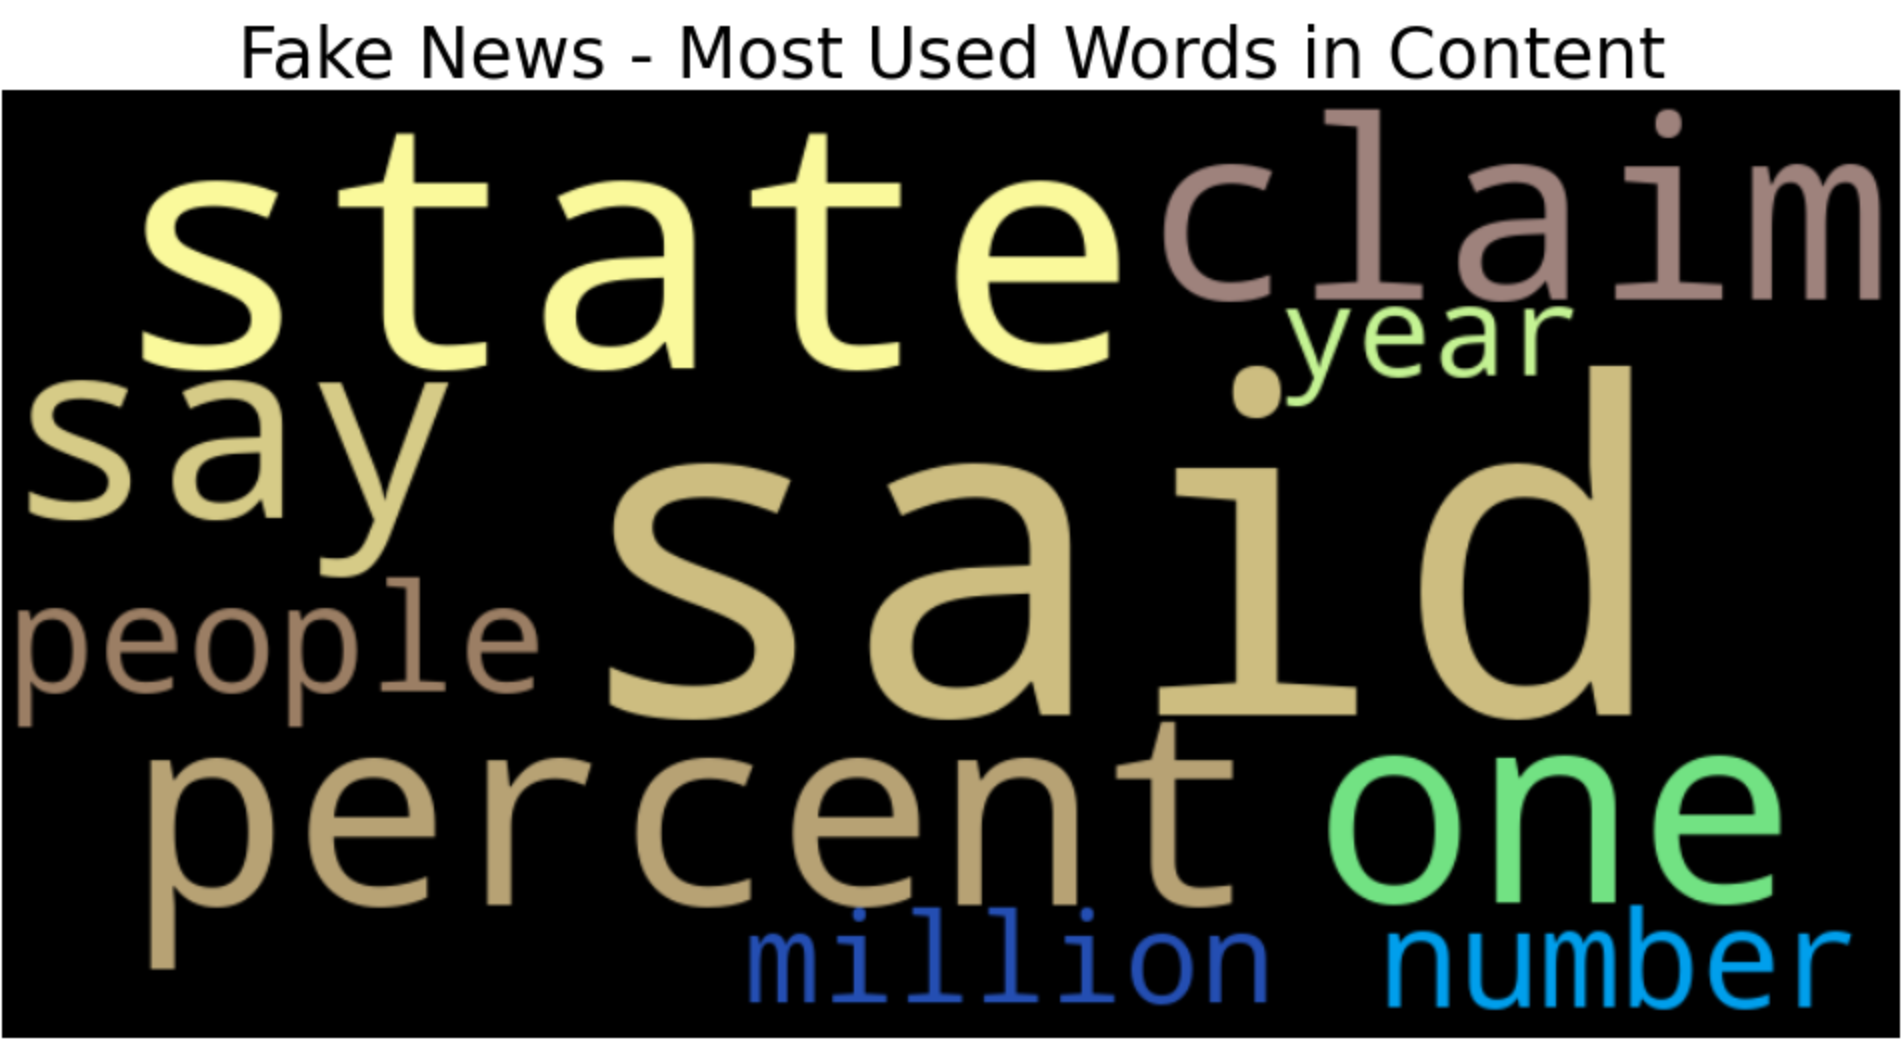 Fake News - Most Used Words in Content
state claim
year
say
said
people
percent one
million number